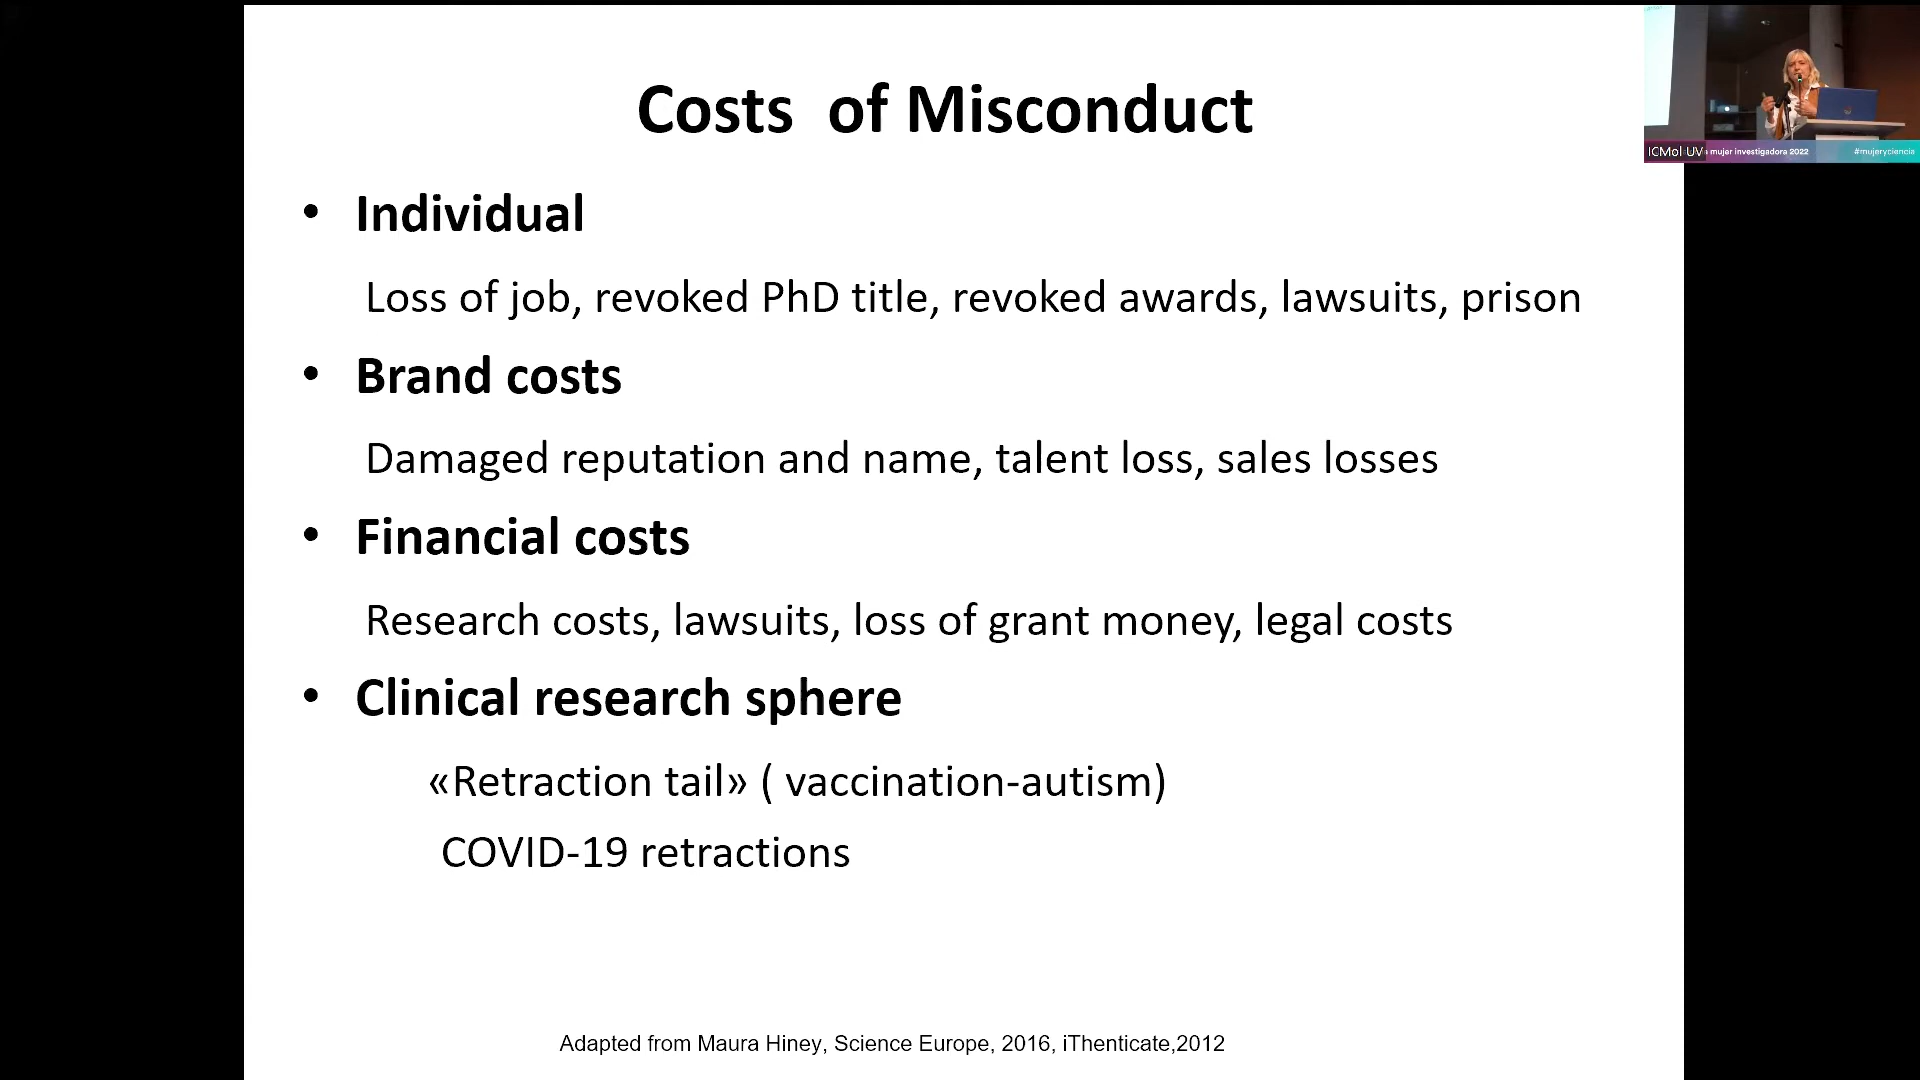 Costs of Misconduct
ICMol UV
mujer investigadora 2022
#mujeryciencia
• Individual
Loss of job, revoked PhD title, revoked awards, lawsuits, prison
• Brand costs
Damaged reputation and name, talent loss, sales losses
• Financial costs
Research costs, lawsuits, loss of grant money, legal costs
• Clinical research sphere
«Retraction tail» ( vaccination-autism)
COVID-19 retractions
Adapted from Maura Hiney, Science Europe, 2016, iThenticate,2012